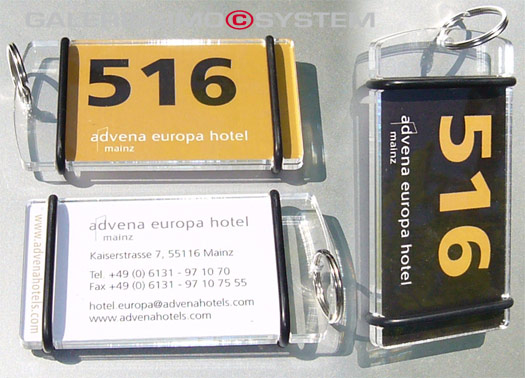 516
advena europa hotel
mainz
www.advenahotels.com
advena europa hotel
mainz
Kaiserstrasse 7, 55116 Mainz
Tel +49 (0) 6131 - 97 10 70
Fax +49 (0) 6131 - 97 10 75 55
hotel.europa@advenahotels.com
www.advenahotels.com
516
advena europa hotel
mainz